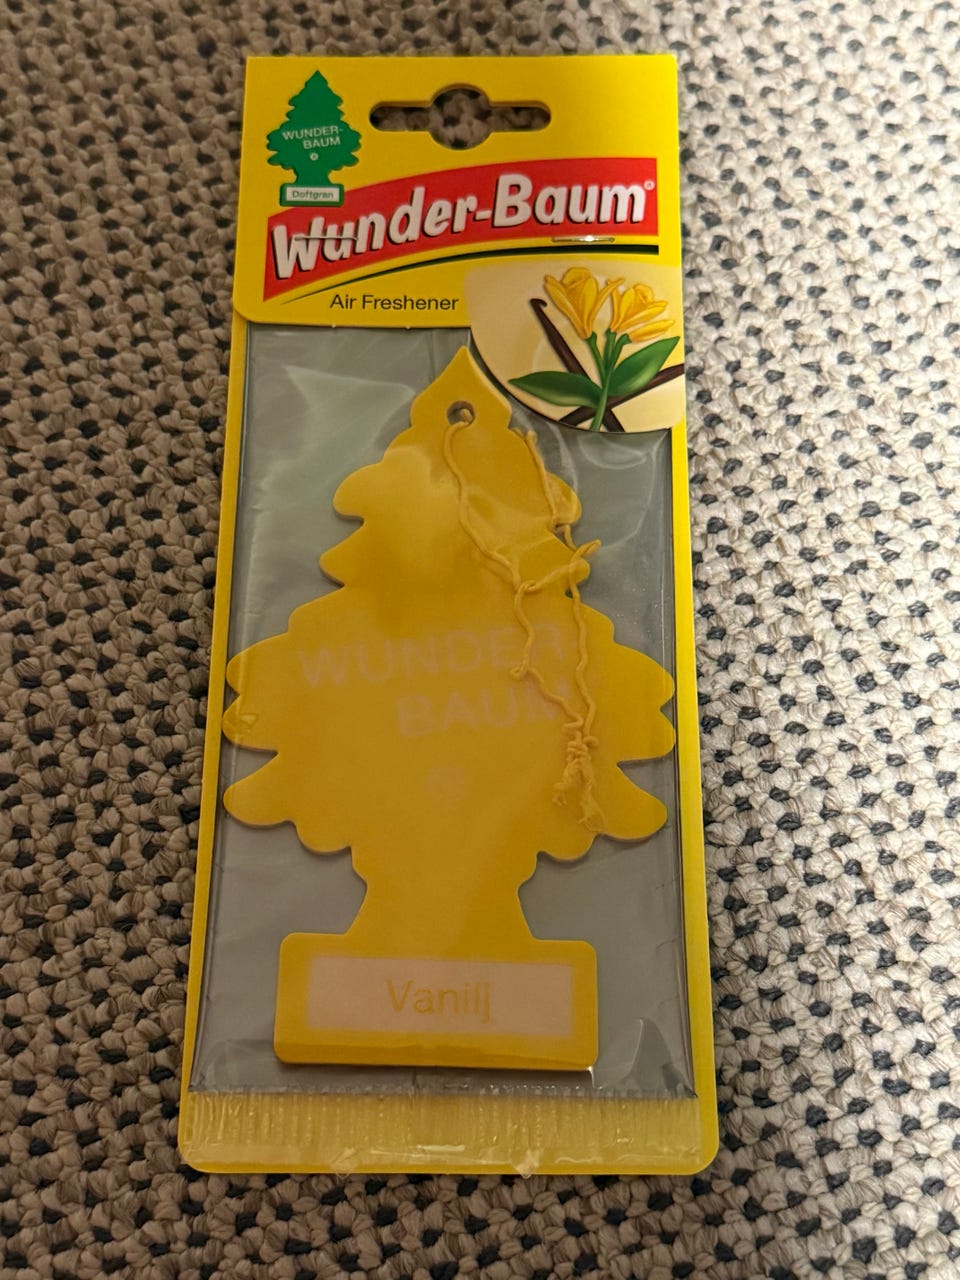 WUNDER-
BAUM
®
Doftgran
Wunder-Baum®
Air Freshener
WUNDER-
BAUM
Vanilj